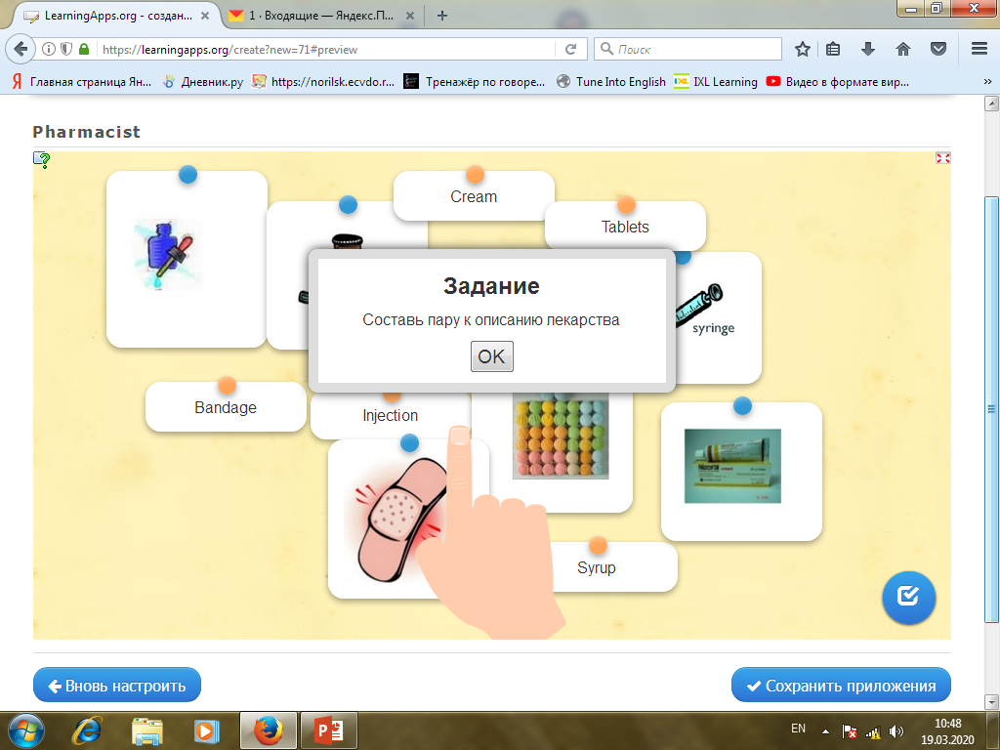 LearningApps.org - создан...
1 · Входящие — Яндекс.П...
https://learningapps.org/create?new=71#preview
Поиск
Главная страница Ян...
Дневник.ру
https://norilsk.ecvdo.r...
Тренажёр по говоре...
Tune Into English
IXL Learning
Видео в формате вир...
Pharmacist
Cream
Tablets
Задание
Составь пару к описанию лекарства
OK
syringe
Bandage
Injection
Nizoral
Syrup
Вновь настроить
Сохранить приложения
EN
10:48
19.03.2020